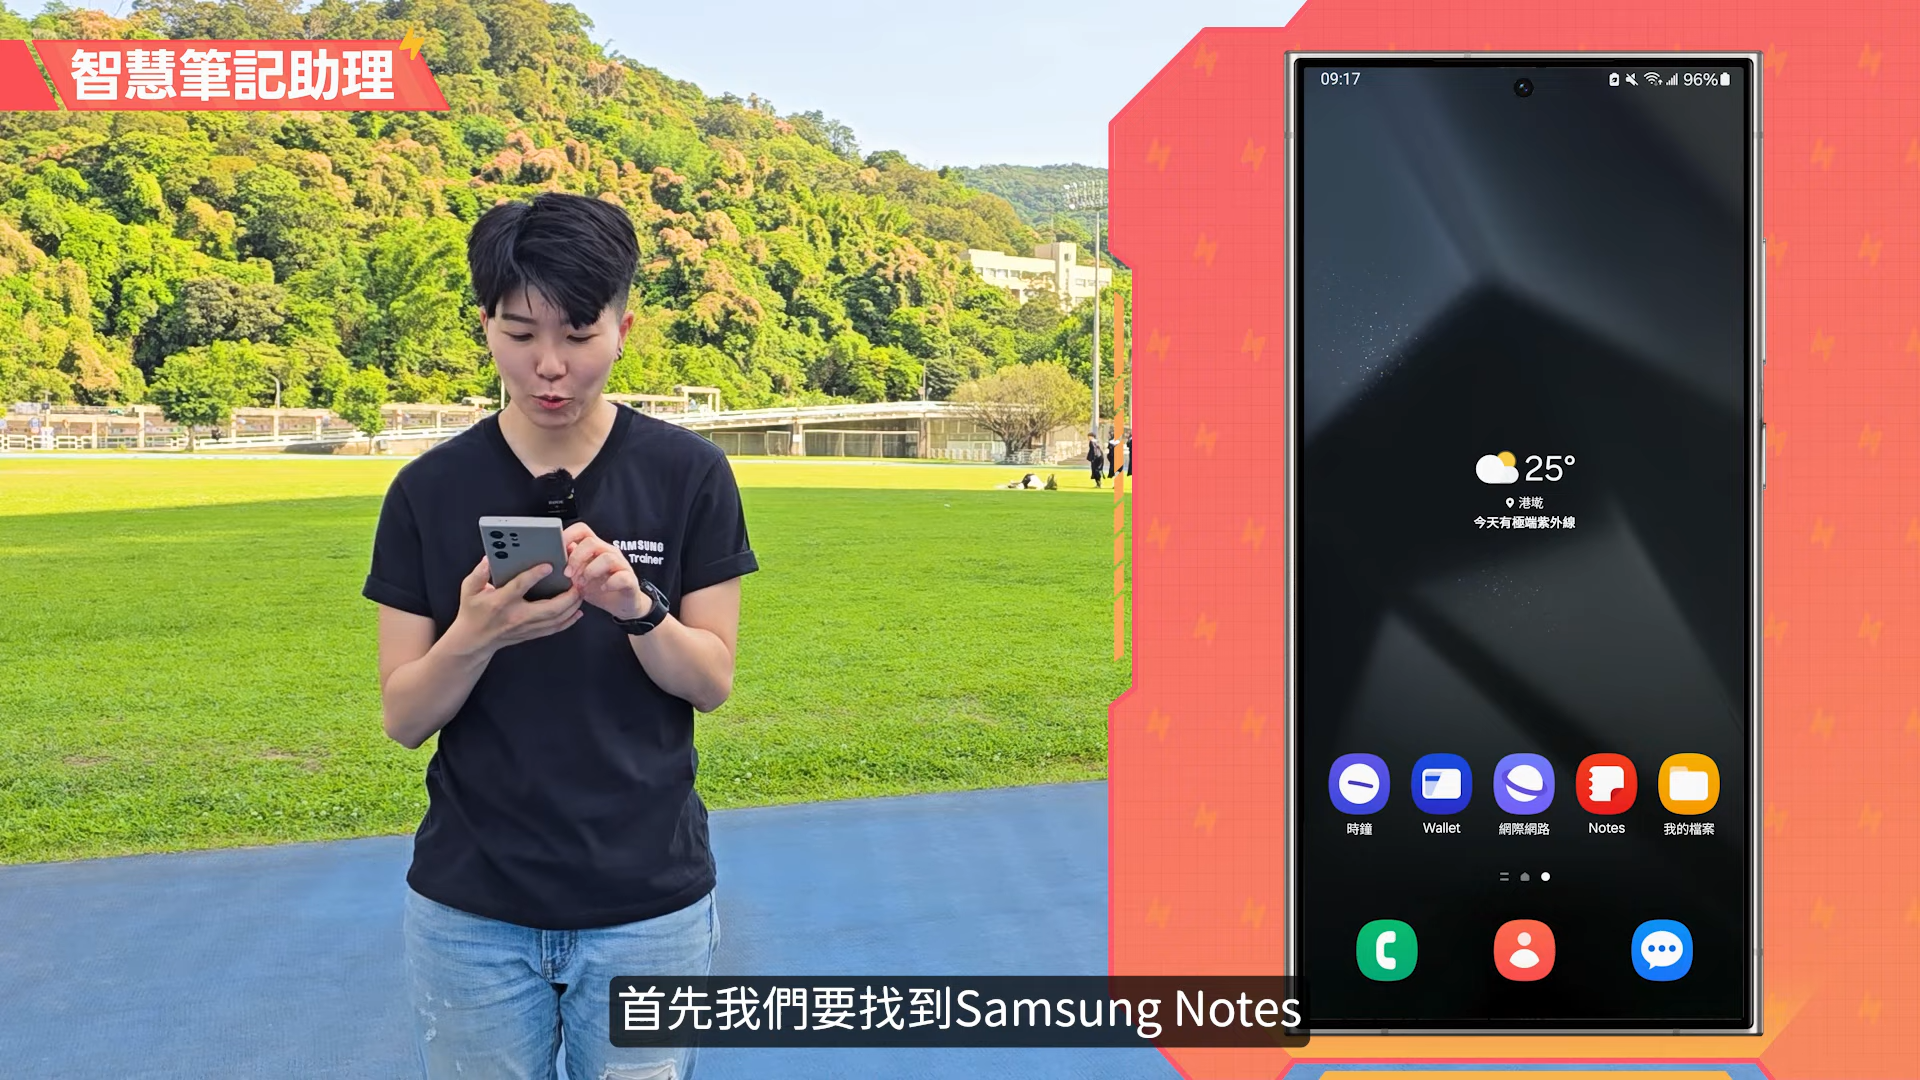 智慧筆記助理
SAMSUNG
Trainer
09:17
96%
25°
港墘
今天有極端紫外線
時鐘
Wallet
網際網路
Notes
我的檔案
首先我們要找到Samsung Notes